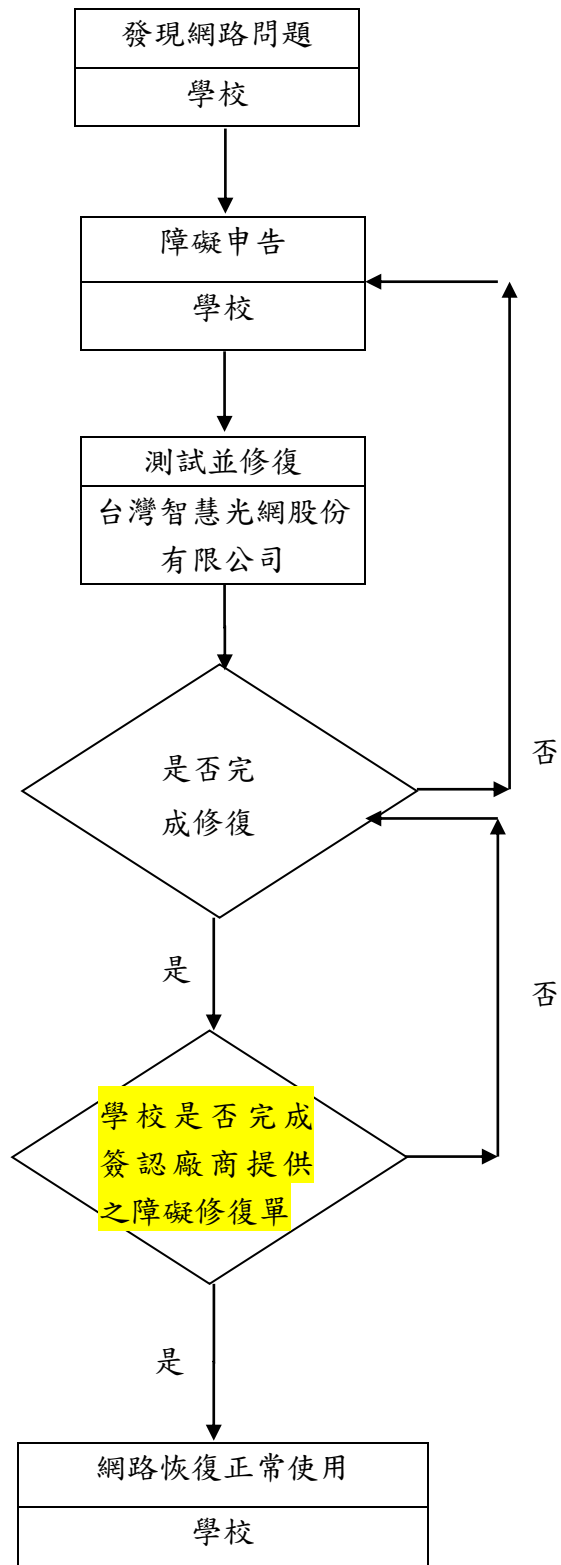 發現網路問題
學校
障礙申告
學校
測試並修復
台灣智慧光網股份
有限公司
是否完
成修復
否
是
否
學校是否完成
簽認廠商提供
之障礙修復單
是
網路恢復正常使用
學校